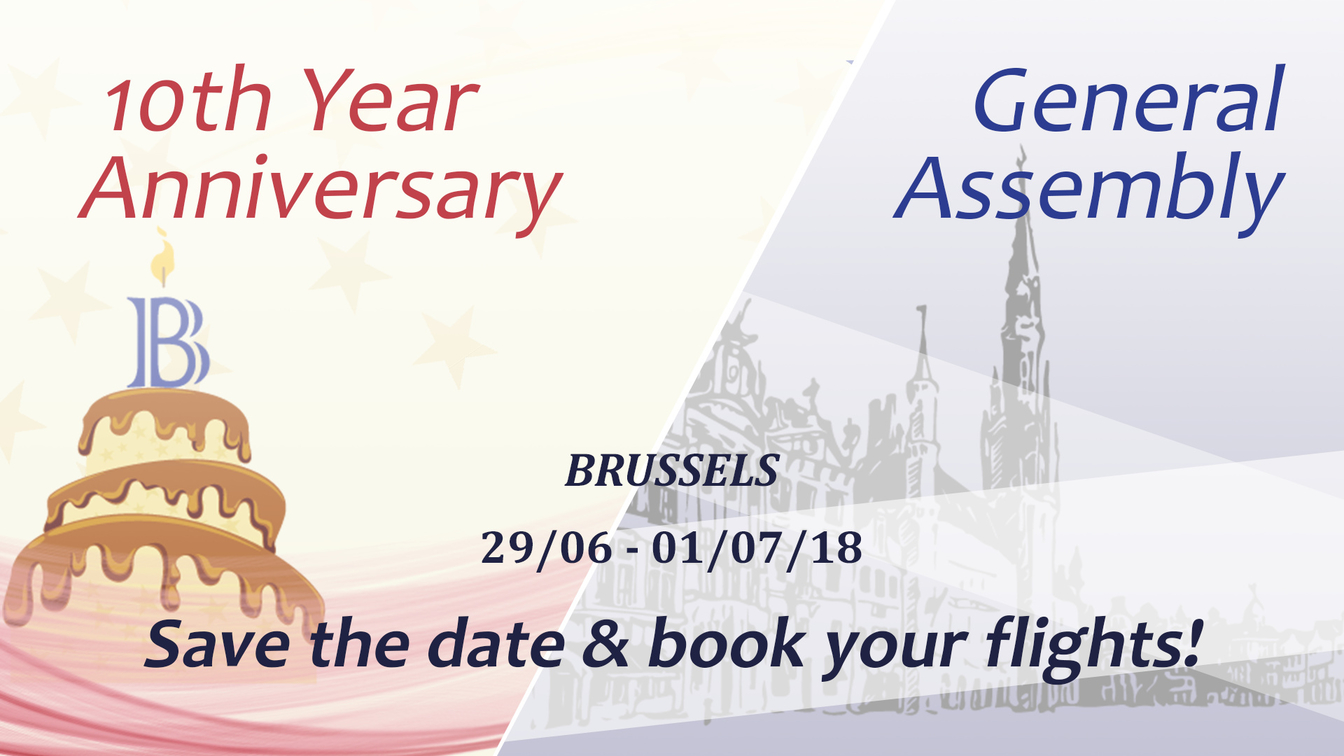 10th Year
Anniversary
General
Assembly
B
BRUSSELS
29/06 - 01/07/18
Save the date & book your flights!